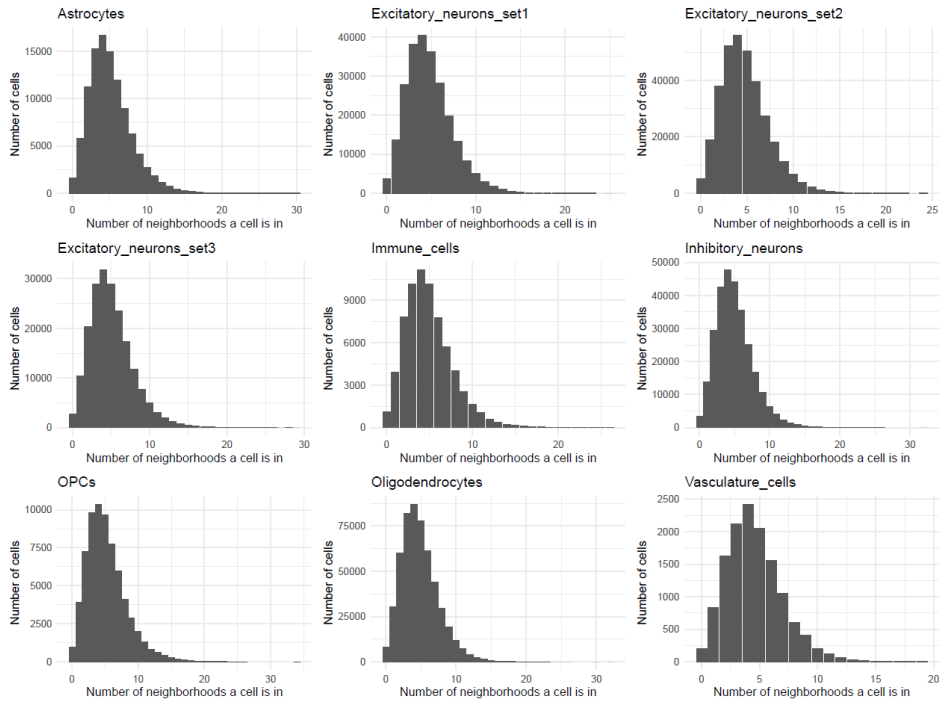 Astrocytes
Number of cells
15000
10000
5000
0
0 10 20 30
Number of neighborhoods a cell is in
Excitatory_neurons_set1
Number of cells
40000
30000
20000
10000
0
0 10 20
Number of neighborhoods a cell is in
Excitatory_neurons_set2
Number of cells
40000
20000
0
0 5 10 15 20 25
Number of neighborhoods a cell is in
Excitatory_neurons_set3
Number of cells
30000
20000
10000
0
0 10 20 30
Number of neighborhoods a cell is in
Immune_cells
Number of cells
9000
6000
3000
0
0 10 20
Number of neighborhoods a cell is in
Inhibitory_neurons
Number of cells
50000
40000
30000
20000
10000
0
0 10 20 30
Number of neighborhoods a cell is in
OPCs
Number of cells
10000
7500
5000
2500
0
0 10 20 30
Number of neighborhoods a cell is in
Oligodendrocytes
Number of cells
75000
50000
25000
0
0 10 20 30
Number of neighborhoods a cell is in
Vasculature_cells
Number of cells
2500
2000
1500
1000
500
0
0 5 10 15 20
Number of neighborhoods a cell is in